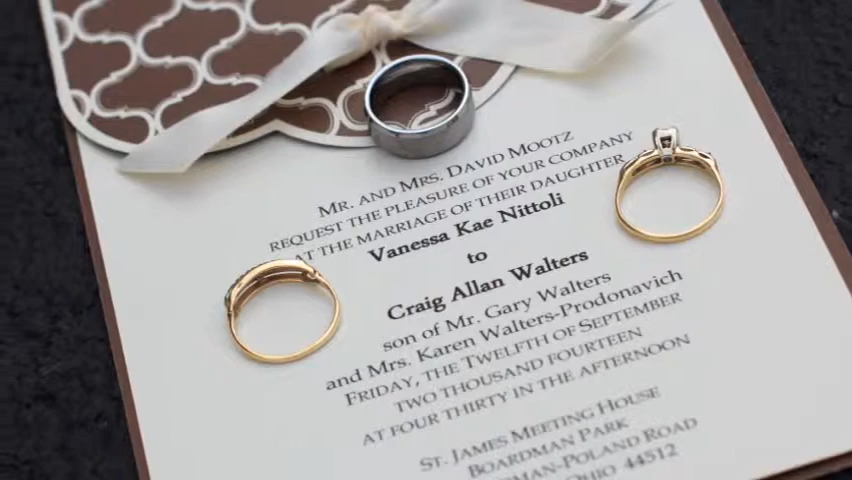 MR. AND MRS. DAVID MOOTZ
REQUEST THE PLEASURE OF YOUR COMPANY
AT THE MARRIAGE OF THEIR DAUGHTER
Vanessa Kae Nittoli
to
Craig Allan Walters
son of Mr. Gary Walters
and Mrs. Karen Walters-Prodonavich
FRIDAY, THE TWELFTH OF SEPTEMBER
TWO THOUSAND FOURTEEN
AT FOUR THIRTY IN THE AFTERNOON
ST. JAMES MEETING HOUSE
BOARDMAN PARK
MAN-POLAND ROAD
OHIO 44512